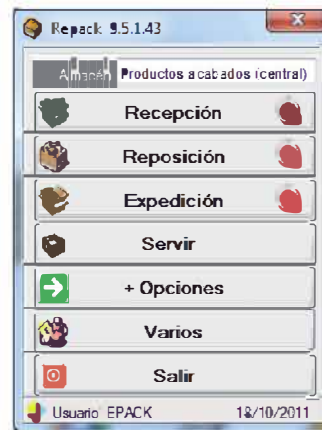 Repack 9.5.1.43
Almacén Productos acabados (central)
Recepción
Reposición
Expedición
Servir
+ Opciones
Varios
Salir
Usuario EPACK 18/10/2011